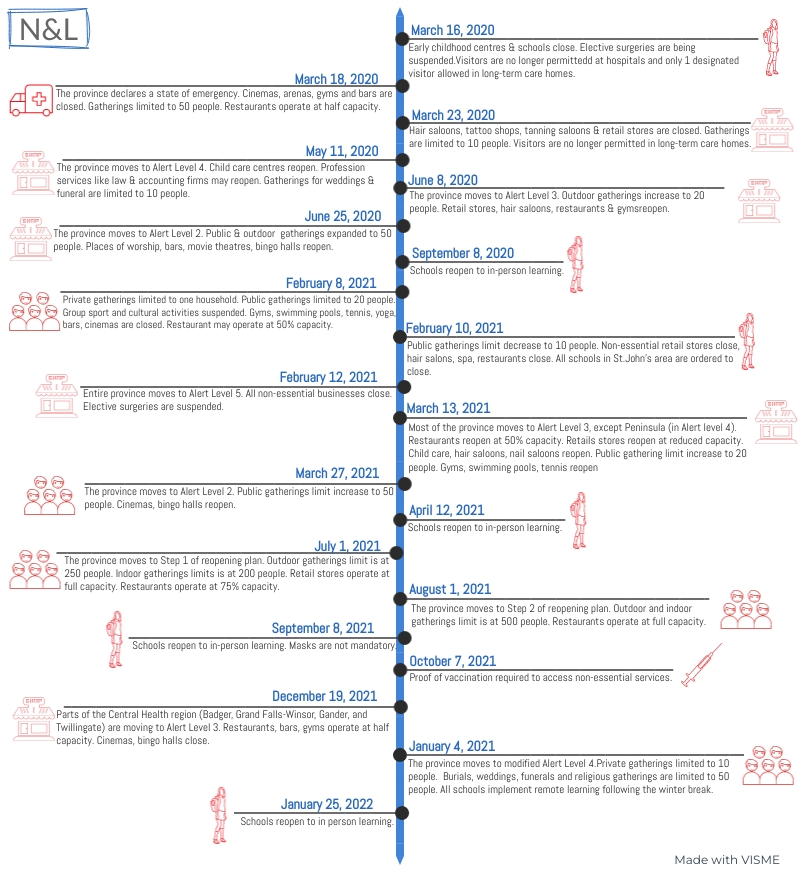 N&L
March 16, 2020
Early childhood centres & schools close. Elective surgeries are being
suspended.Visitors are no longer permittedd at hospitals and only 1 designated
visitor allowed in long-term care homes.
March 18, 2020
The province declares a state of emergency. Cinemas, arenas, gyms and bars are
closed. Gatherings limited to 50 people. Restaurants operate at half capacity.
March 23, 2020
Hair saloons, tattoo shops, tanning saloons & retail stores are closed. Gatherings
are limited to 10 people. Visitors are no longer permitted in long-term care homes.
SHOP
May 11, 2020
The province moves to Alert Level 4. Child care centres reopen. Profession
services like law & accounting firms may reopen. Gatherings for weddings &
funeral are limited to 10 people.
SHOP
June 8, 2020
The province moves to Alert Level 3. Outdoor gatherings increase to 20
people. Retail stores, hair saloons, restaurants & gymsreopen.
SHOP
June 25, 2020
The province moves to Alert Level 2. Public & outdoor  gatherings expanded to 50
people. Places of worship, bars, movie theatres, bingo halls reopen.
SHOP
September 8, 2020
Schools reopen to in-person learning.
February 8, 2021
Private gatherings limited to one household. Public gatherings limited to 20 people.
Group sport and cultural activities suspended. Gyms, swimming pools, tennis, yoga,
bars, cinemas are closed. Restaurant may operate at 50% capacity.
February 10, 2021
Public gatherings limit decrease to 10 people. Non-essential retail stores close,
hair salons, spa, restaurants close. All schools in St.John's area are ordered to
close.
February 12, 2021
Entire province moves to Alert Level 5. All non-essential businesses close.
Elective surgeries are suspended.
SHOP
March 13, 2021
Most of the province moves to Alert Level 3, except Peninsula (in Alert level 4).
Restaurants reopen at 50% capacity. Retails stores reopen at reduced capacity.
Child care, hair saloons, nail saloons reopen. Public gathering limit increase to 20
people. Gyms, swimming pools, tennis reopen
SHOP
March 27, 2021
The province moves to Alert Level 2. Public gatherings limit increase to 50
people. Cinemas, bingo halls reopen.
April 12, 2021
Schools reopen to in-person learning.
July 1, 2021
The province moves to Step 1 of reopening plan. Outdoor gatherings limit is at
250 people. Indoor gatherings limits is at 200 people. Retail stores operate at
full capacity. Restaurants operate at 75% capacity.
August 1, 2021
The province moves to Step 2 of reopening plan. Outdoor and indoor
gatherings limit is at 500 people. Restaurants operate at full capacity.
September 8, 2021
Schools reopen to in-person learning. Masks are not mandatory.
October 7, 2021
Proof of vaccination required to access non-essential services.
December 19, 2021
Parts of the Central Health region (Badger, Grand Falls-Winsor, Gander, and
Twillingate) are moving to Alert Level 3. Restaurants, bars, gyms operate at half
capacity. Cinemas, bingo halls close.
SHOP
January 4, 2021
The province moves to modified Alert Level 4.Private gatherings limited to 10
people.  Burials, weddings, funerals and religious gatherings are limited to 50
people. All schools implement remote learning following the winter break.
January 25, 2022
Schools reopen to in person learning.
Made with VISME